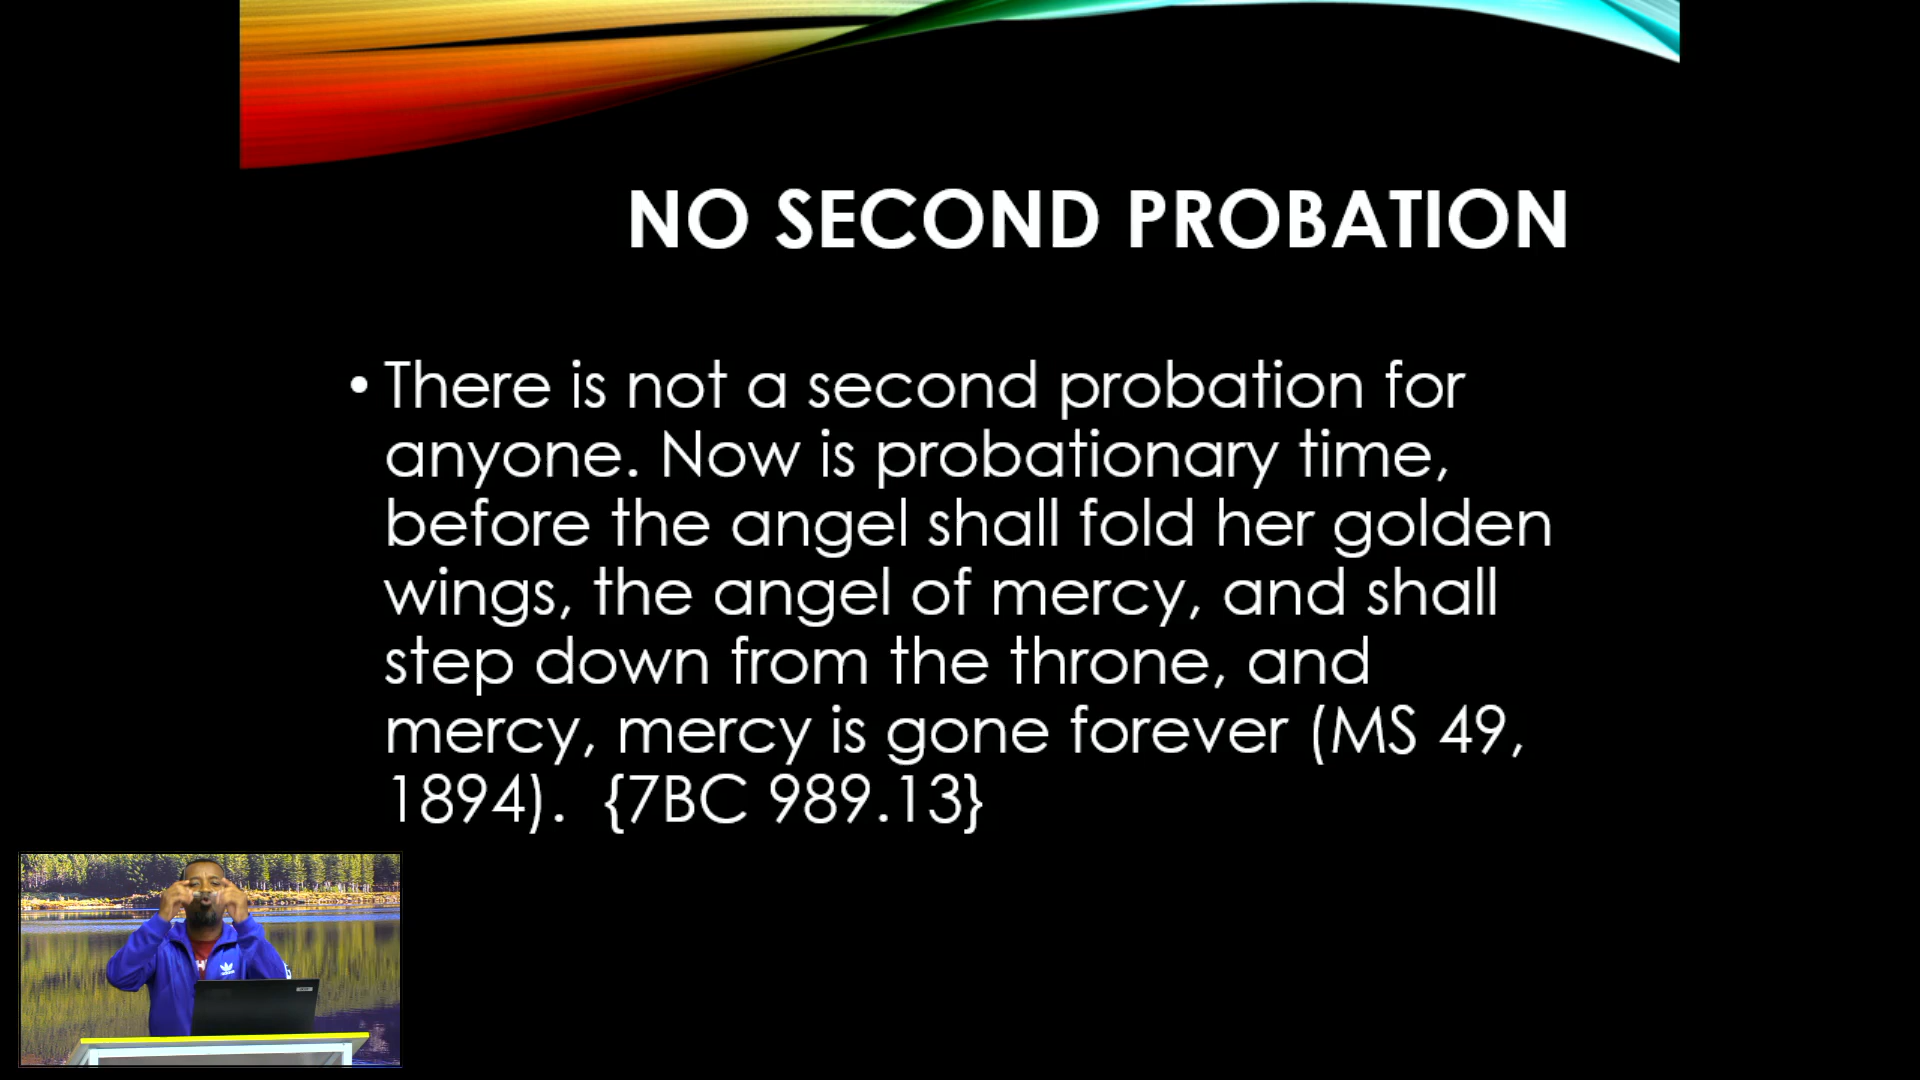 NO SECOND PROBATION
• There is not a second probation for
anyone. Now is probationary time,
before the angel shall fold her golden
wings, the angel of mercy, and shall
step down from the throne, and
mercy, mercy is gone forever (MS 49,
1894).  {7BC 989.13}